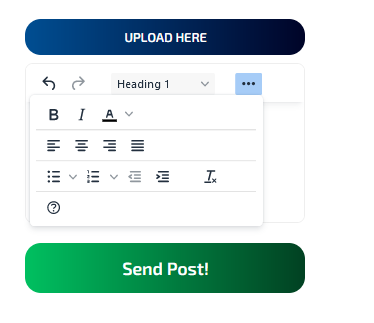 UPLOAD HERE
Heading 1
B I A
Send Post!